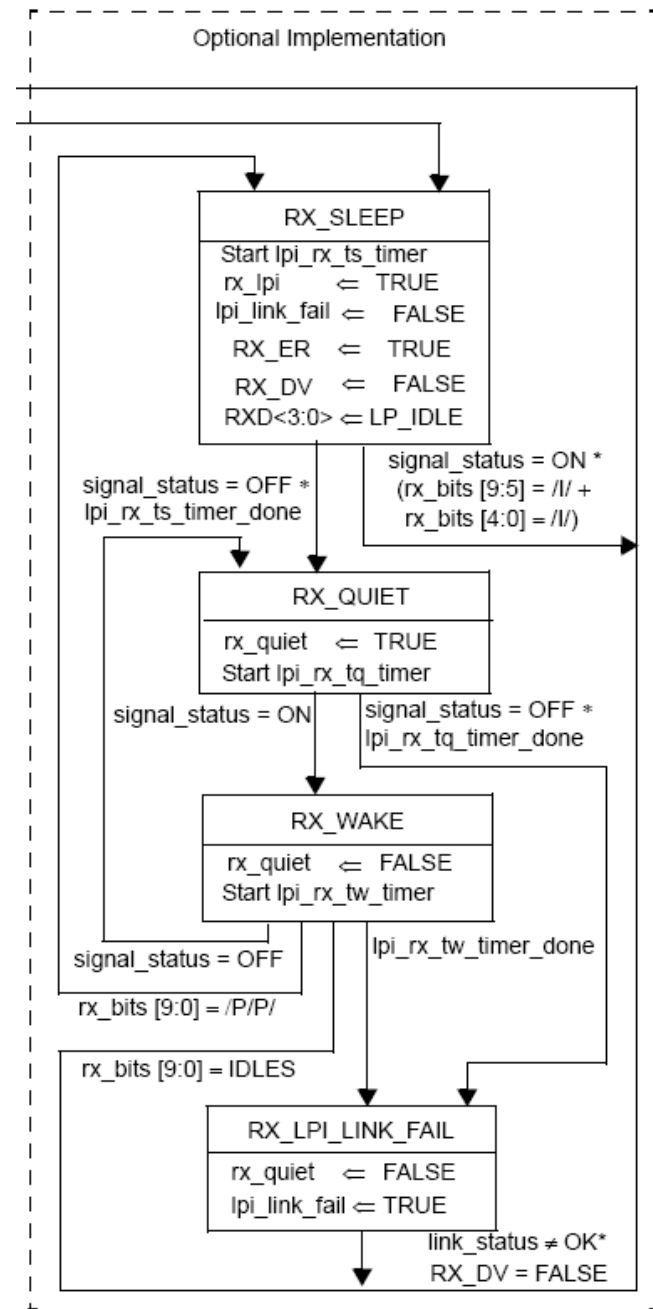 Optional Implementation
RX_SLEEP
Start lpi_rx_ts_timer
rx_lpi ⇐ TRUE
lpi_link_fail ⇐ FALSE
RX_ER ⇐ TRUE
RX_DV ⇐ FALSE
RXD<3:0> ⇐ LP_IDLE
signal_status = OFF *
lpi_rx_ts_timer_done
signal_status = ON *
(rx_bits [9:5] = /I/ +
rx_bits [4:0] = /I/)
RX_QUIET
rx_quiet ⇐ TRUE
Start lpi_rx_tq_timer
signal_status = ON
signal_status = OFF *
lpi_rx_tq_timer_done
RX_WAKE
rx_quiet ⇐ FALSE
Start lpi_rx_tw_timer
signal_status = OFF
lpi_rx_tw_timer_done
rx_bits [9:0] = /P/P/
rx_bits [9:0] = IDLES
RX_LPI_LINK_FAIL
rx_quiet ⇐ FALSE
lpi_link_fail ⇐ TRUE
link_status ≠ OK*
RX_DV = FALSE